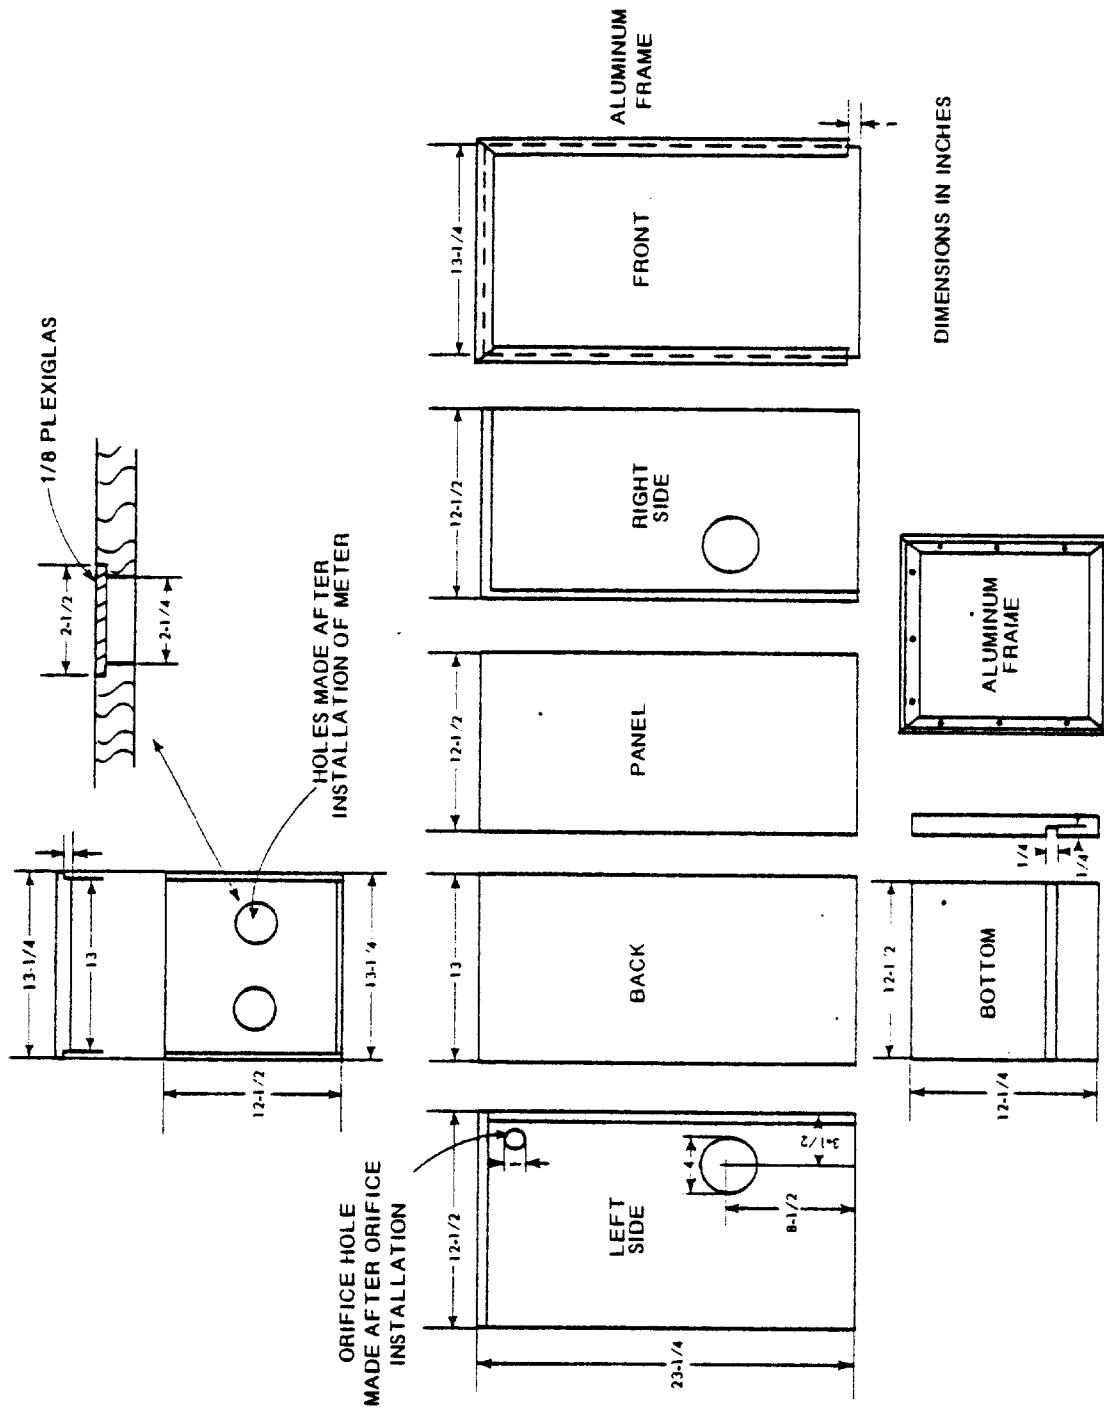 1/8 PLEXIGLAS
2-1/2
2-1/4
HOLES MADE AFTER
INSTALLATION OF METER
13-1/4
13
12-1/2
13-1/4
ORIFICE HOLE
MADE AFTER ORIFICE
INSTALLATION
12-1/2
1
LEFT
SIDE
4
3-1/2
8-1/2
23-1/4
13
BACK
12-1/2
PANEL
12-1/2
RIGHT
SIDE
13-1/4
FRONT
1
ALUMINUM
FRAME
12-1/2
BOTTOM
12-1/4
1/4
1/4
ALUMINUM
FRAME
DIMENSIONS IN INCHES